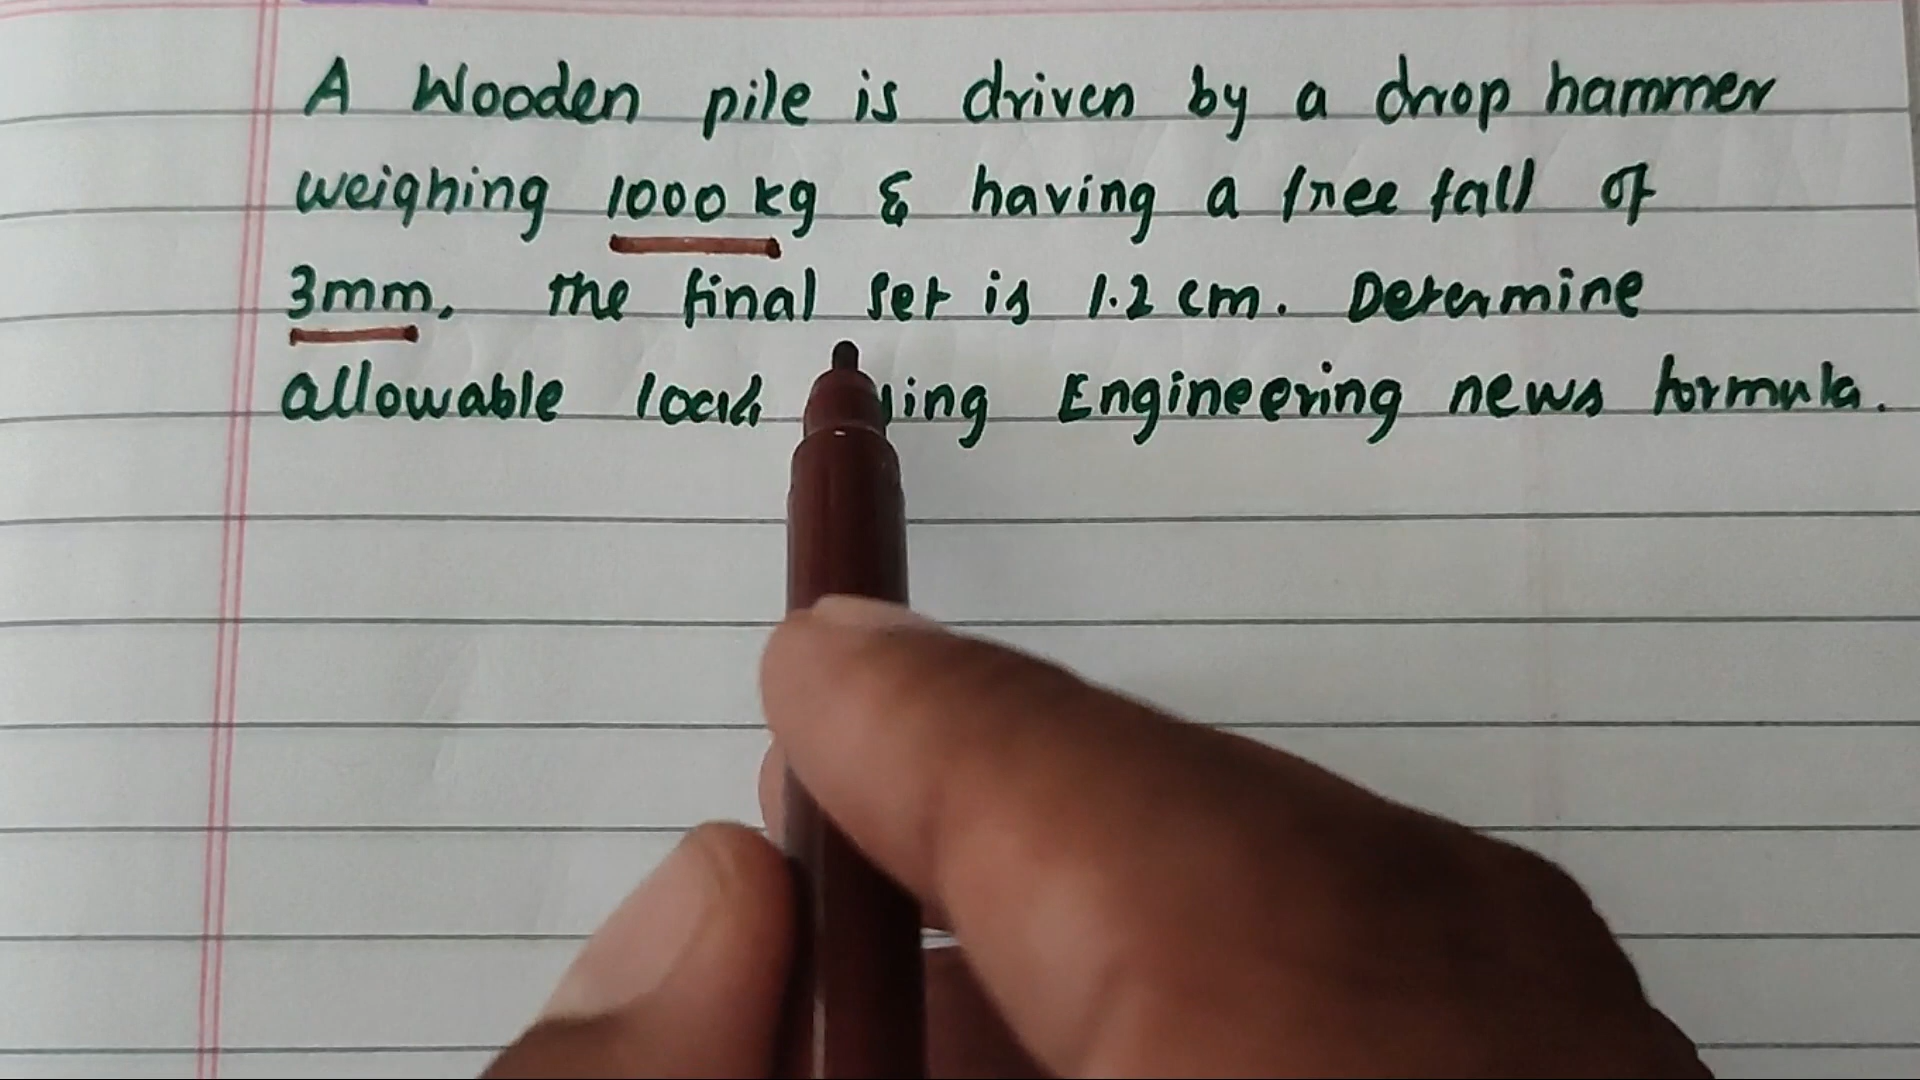 A Wooden pile is driven by a drop hammer
weighing 1000 kg & having a free fall of
3mm. The final set is 1.2 cm. Determine
allowable load Engineering news formula.